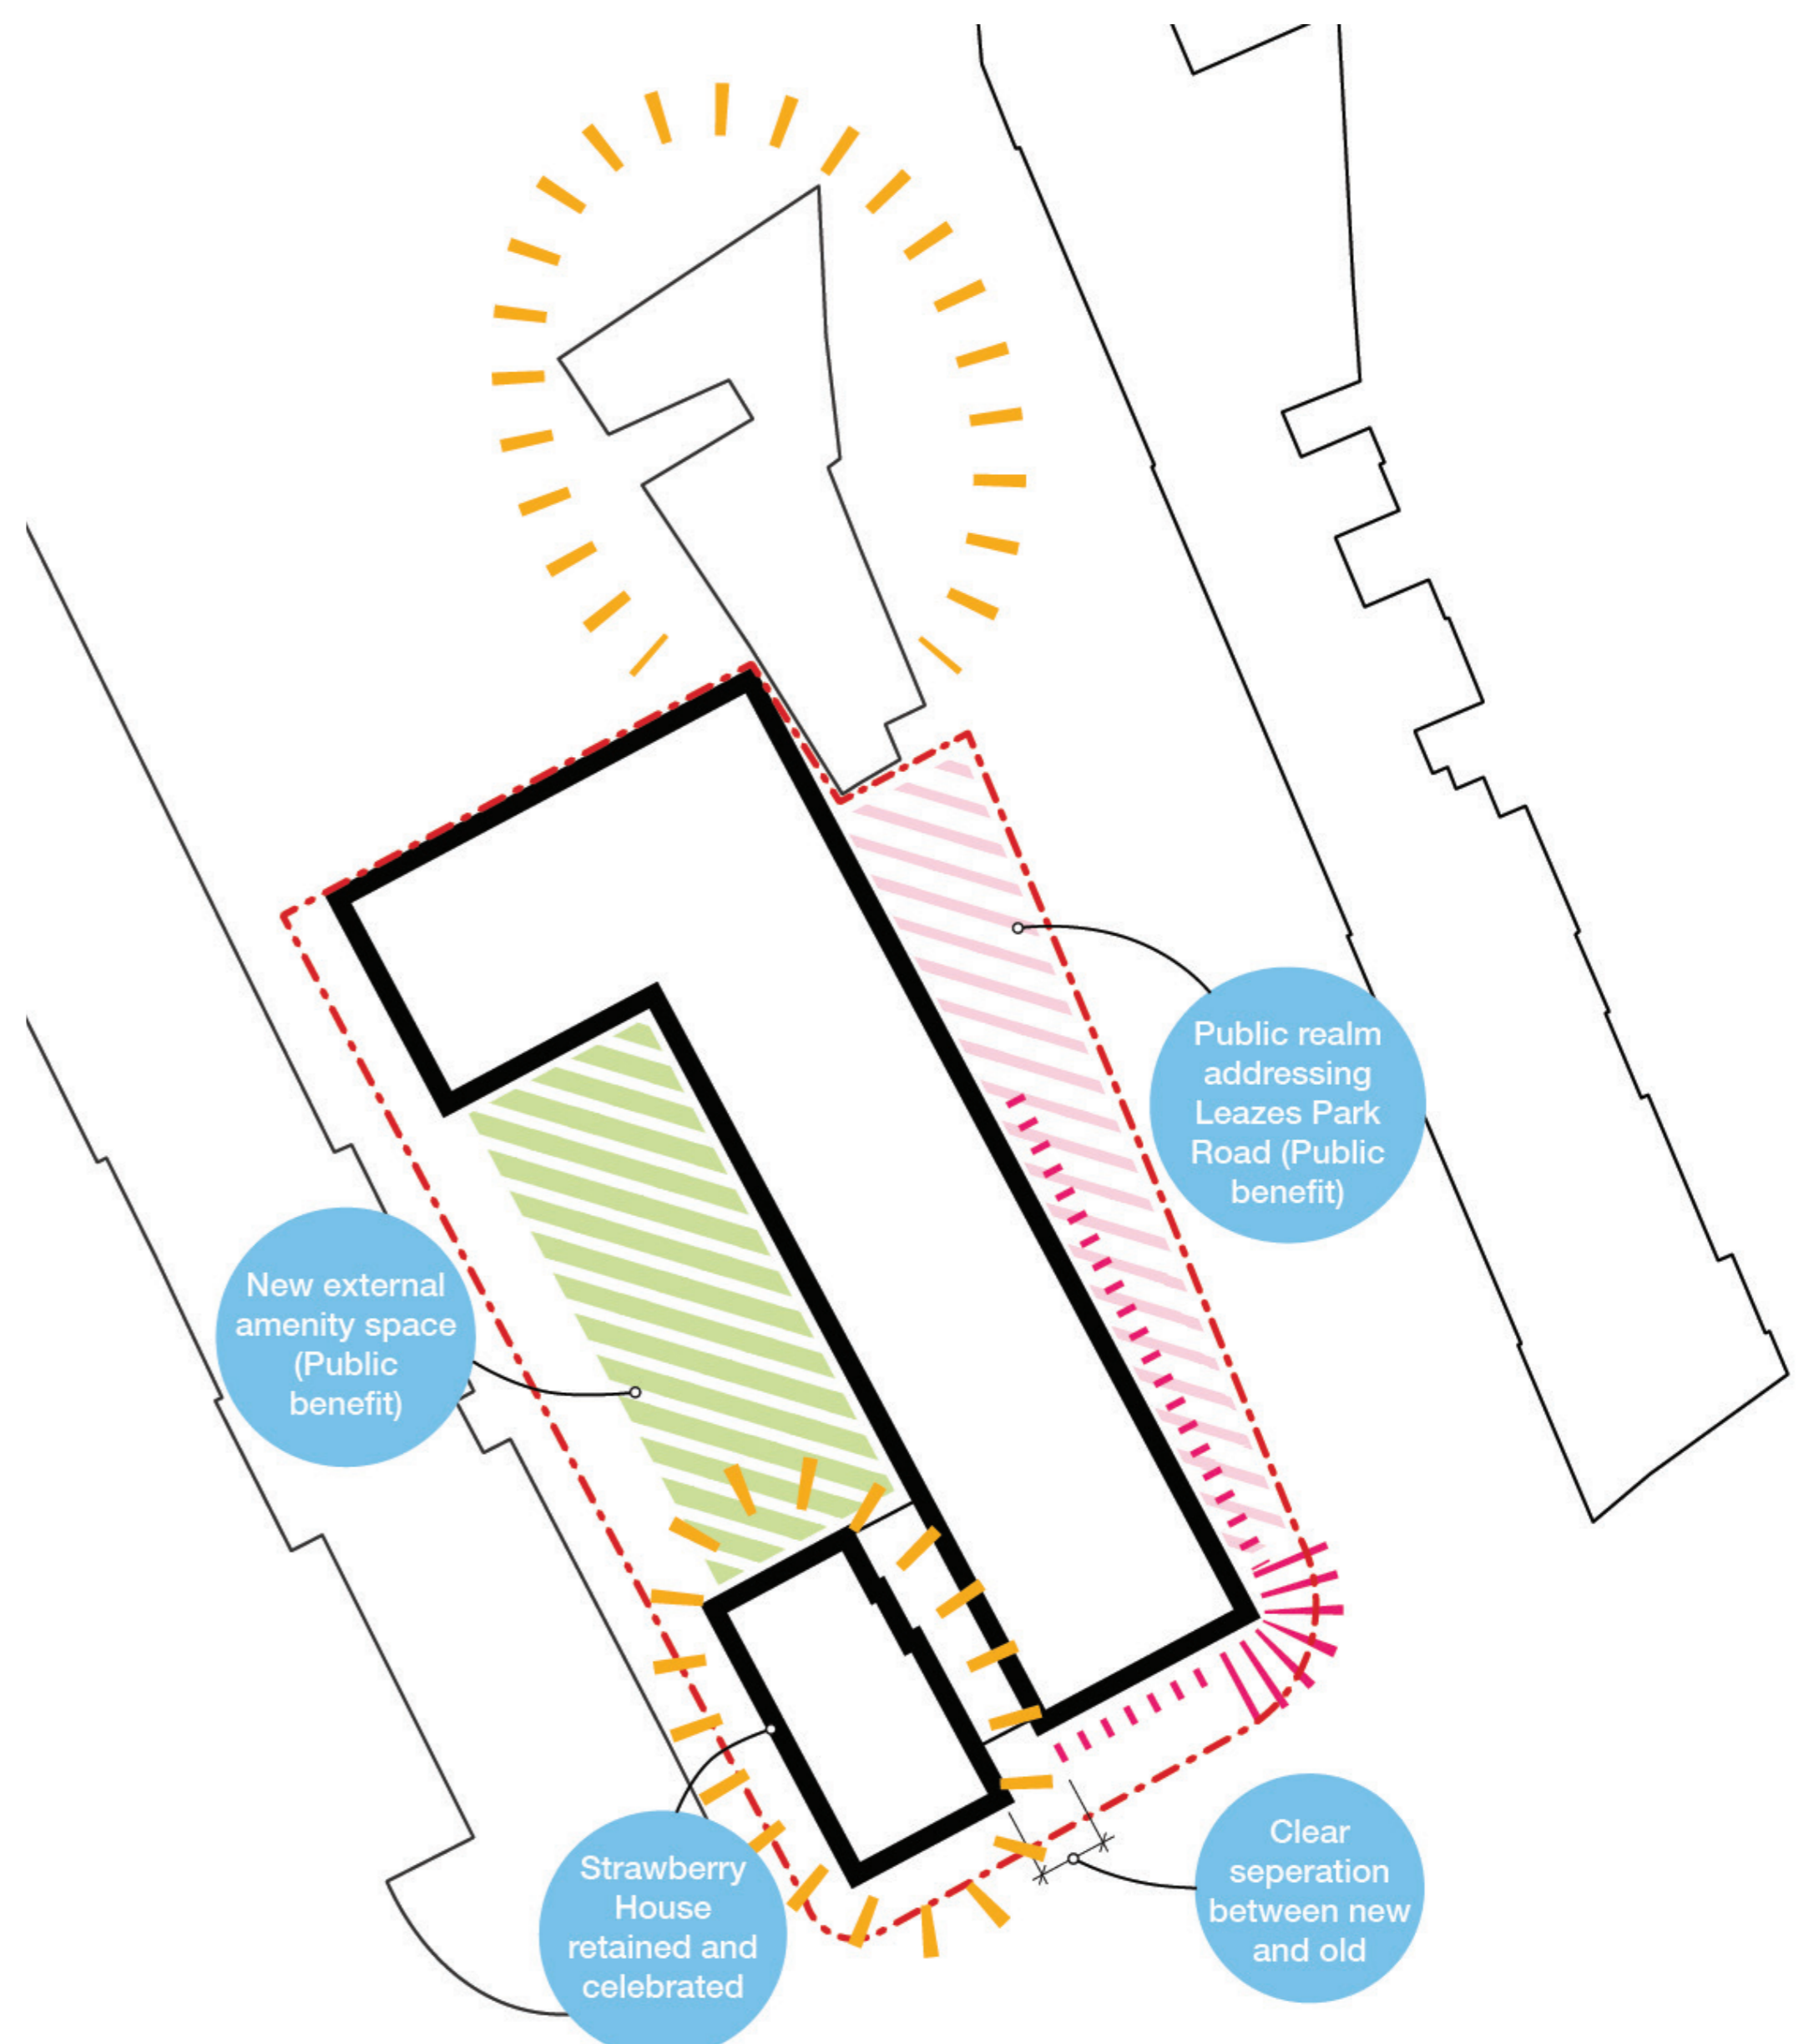 Public realm
addressing
Leazes Park
Road (Public
benefit)
New external
amenity space
(Public
benefit)
Strawberry
House
retained and
celebrated
Clear
seperation
between new
and old